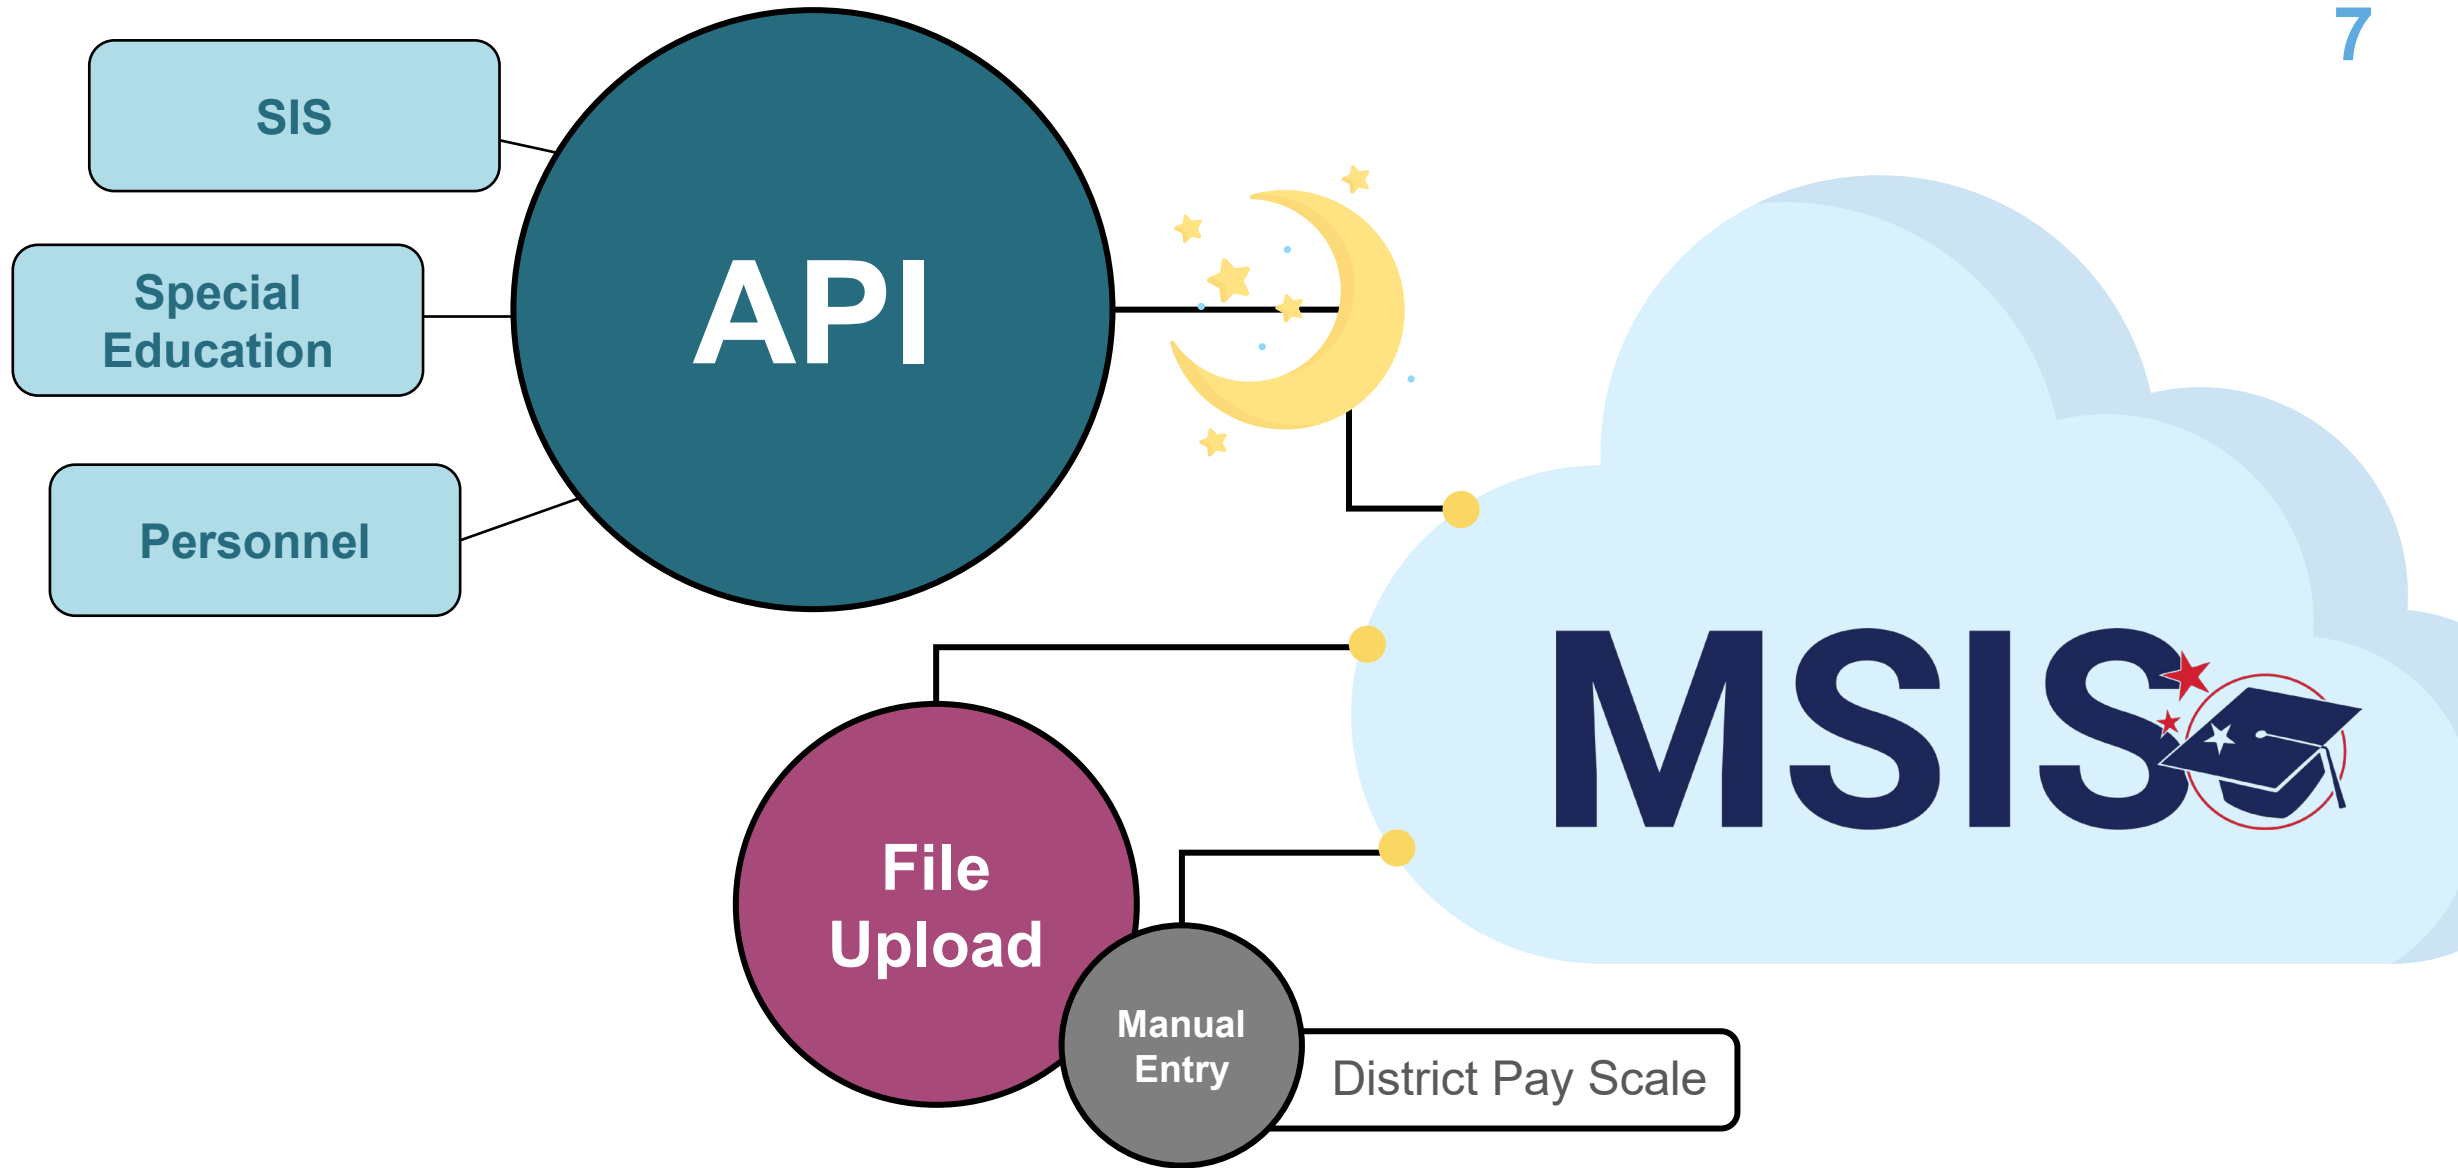 7
SIS
Special
Education
Personnel
API
MSIS
File
Upload
Manual
Entry
District Pay Scale